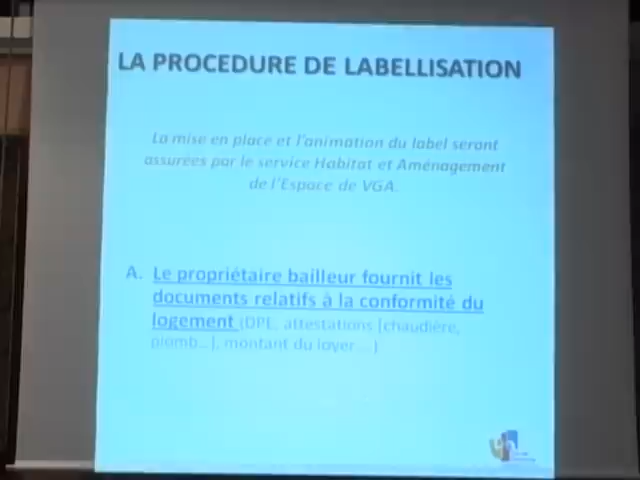 LA PROCEDURE DE LABELLISATION
La mise en place et l'animation du label seront
assurées par le service Habitat et Aménagement
de l'Espace de VGA.
A. Le propriétaire bailleur fournit les
documents relatifs à la conformité du
logement (DPE, attestations [chaudière,
plomb...], montant du loyer ...)